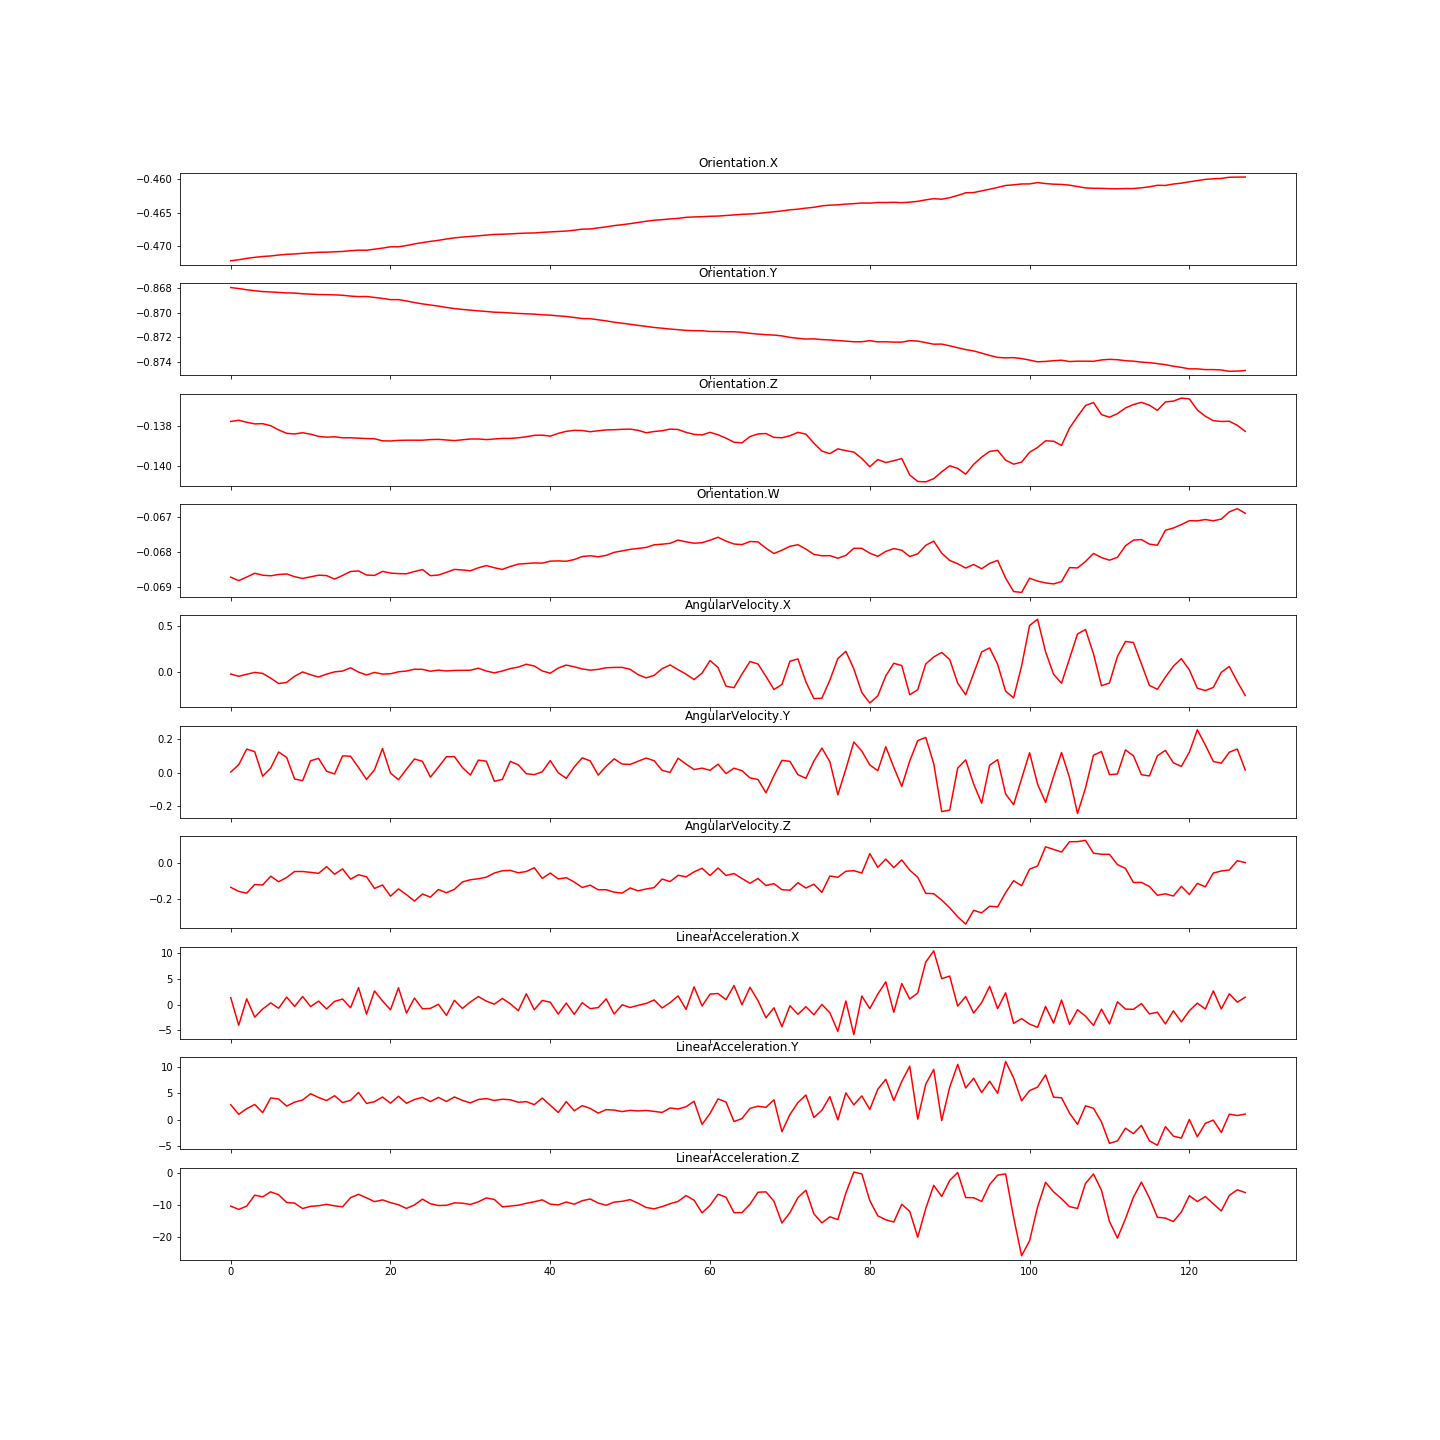 Orientation.X
−0.460
−0.465
−0.470
Orientation.Y
−0.868
−0.870
−0.872
−0.874
Orientation.Z
−0.138
−0.140
Orientation.W
−0.067
−0.068
−0.069
AngularVelocity.X
0.5
0.0
AngularVelocity.Y
0.2
0.0
−0.2
AngularVelocity.Z
0.0
−0.2
LinearAcceleration.X
10
5
0
−5
LinearAcceleration.Y
10
5
0
−5
LinearAcceleration.Z
0
−10
−20
0 20 40 60 80 100 120